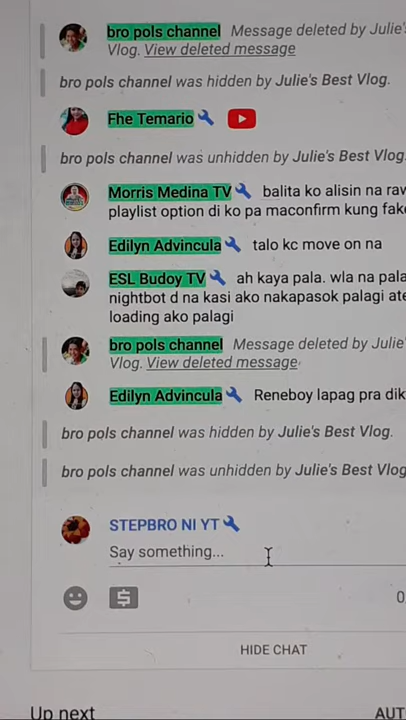 bro pols channel Message deleted by Julie's
Vlog. View deleted message
bro pols channel was hidden by Julie's Best Vlog.
Fhe Temario
bro pols channel was unhidden by Julie's Best Vlog
Morris Medina TV balita ko alisin na raw
playlist option di ko pa maconfirm kung fake
Edilyn Advincula talo kc move on na
ESL Budoy TV ah kaya pala. wla na pala
nightbot d na kasi ako nakapasok palagi ate
loading ako palagi
bro pols channel Message deleted by Julie'
Vlog. View deleted message
Edilyn Advincula Reneboy lapag pra dik
bro pols channel was hidden by Julie's Best Vlog.
bro pols channel was unhidden by Julie's Best Vlog
STEPBRO NI YT
Say something...
0
HIDE CHAT
Up next AUT